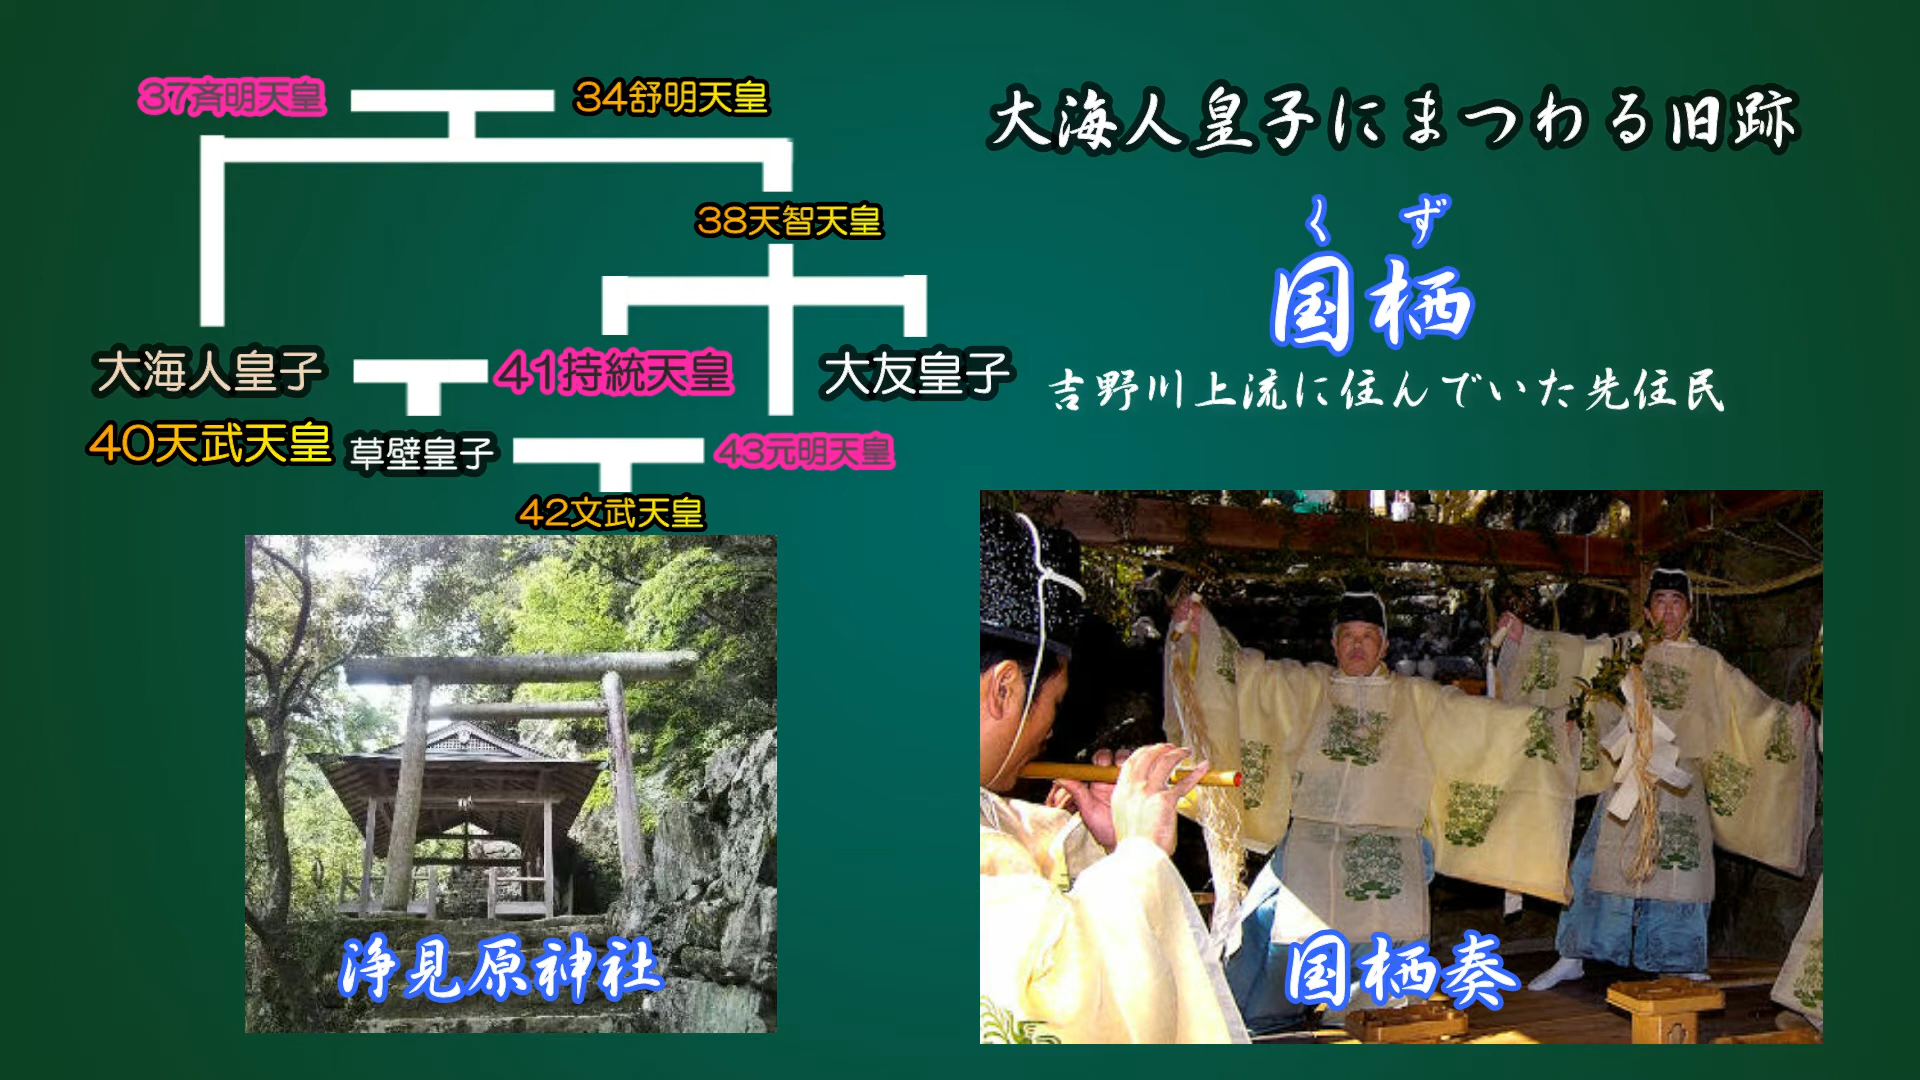 37斉明天皇
34舒明天皇
38天智天皇
大海人皇子
41持統天皇
大友皇子
40天武天皇
草壁皇子
43元明天皇
42文武天皇
大海人皇子にまつわる旧跡
くず
国栖
吉野川上流に住んでいた先住民
浄見原神社
国栖奏